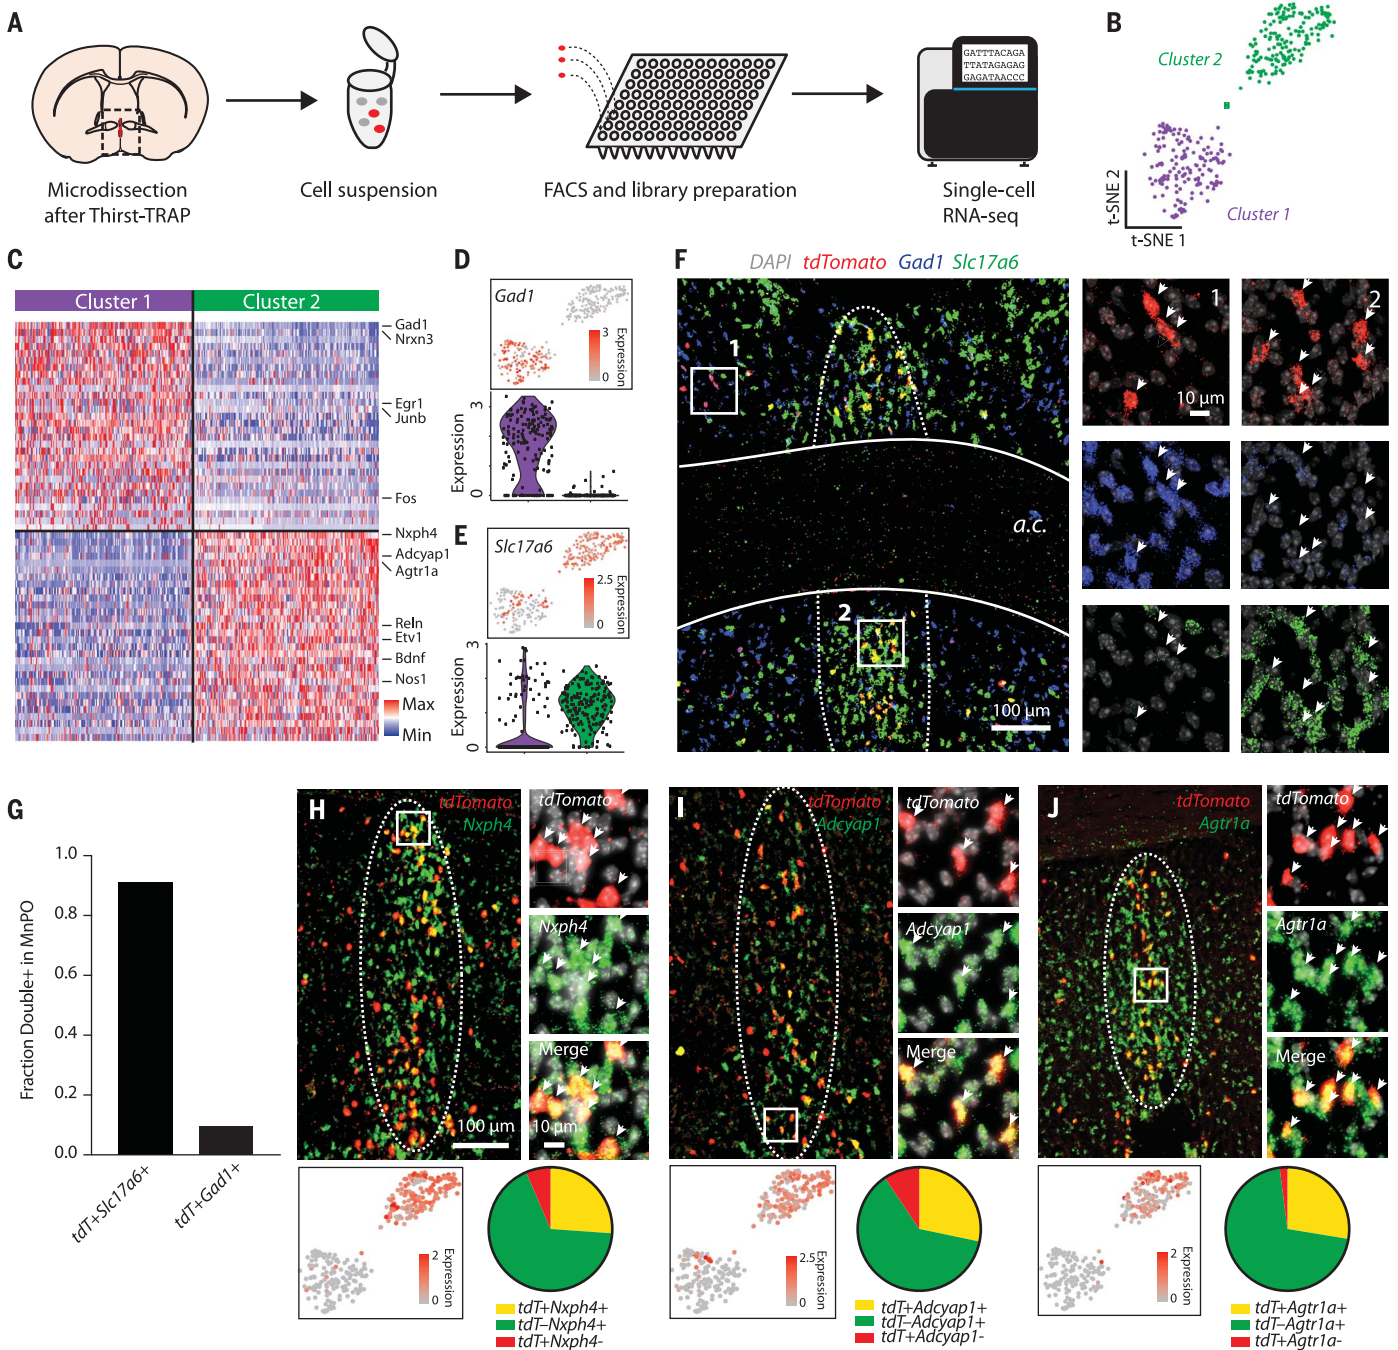 A
Microdissection
after Thirst-TRAP
Cell suspension
FACS and library preparation
GATTTACAGA
TTATAGAGAG
GAGATAACCC
Single-cell
RNA-seq
B
Cluster 2
Cluster 1
t-SNE 2
t-SNE 1
C
Cluster 1
Cluster 2
Gad1
Nrxn3
Egr1
Junb
Fos
Nxph4
Adcyap1
Agtr1a
Reln
Etv1
Bdnf
Nos1
Max
Min
D
Gad1
3
0
Expression
3
0
Expression
E
Slc17a6
2.5
0
Expression
3
0
Expression
F
DAPI tdTomato Gad1 Slc17a6
1
a.c.
2
100 µm
1
10 µm
2
G
1.0
0.8
0.6
0.4
0.2
0.0
Fraction Double+ in MnPO
tdT+Slc17a6+
tdT+Gad1+
H
tdTomato
Nxph4
100 µm
tdTomato
Nxph4
Merge
10 µm
2
0
Expression
tdT+Nxph4+
tdT–Nxph4+
tdT+Nxph4-
I
tdTomato
Adcyap1
tdTomato
Adcyap1
Merge
2.5
0
Expression
tdT+Adcyap1+
tdT–Adcyap1+
tdT+Adcyap1-
J
tdTomato
Agtr1a
tdTomato
Agtr1a
Merge
2
0
Expression
tdT+Agtr1a+
tdT–Agtr1a+
tdT+Agtr1a-